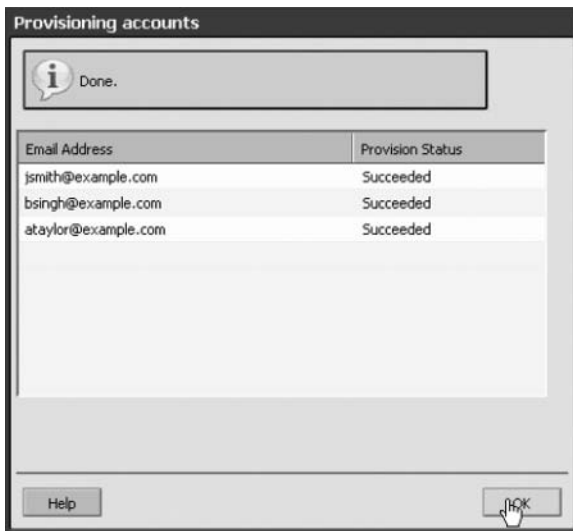 Provisioning accounts
Done.
Email Address Provision Status
jsmith@example.com Succeeded
bsingh@example.com Succeeded
ataylor@example.com Succeeded
Help OK